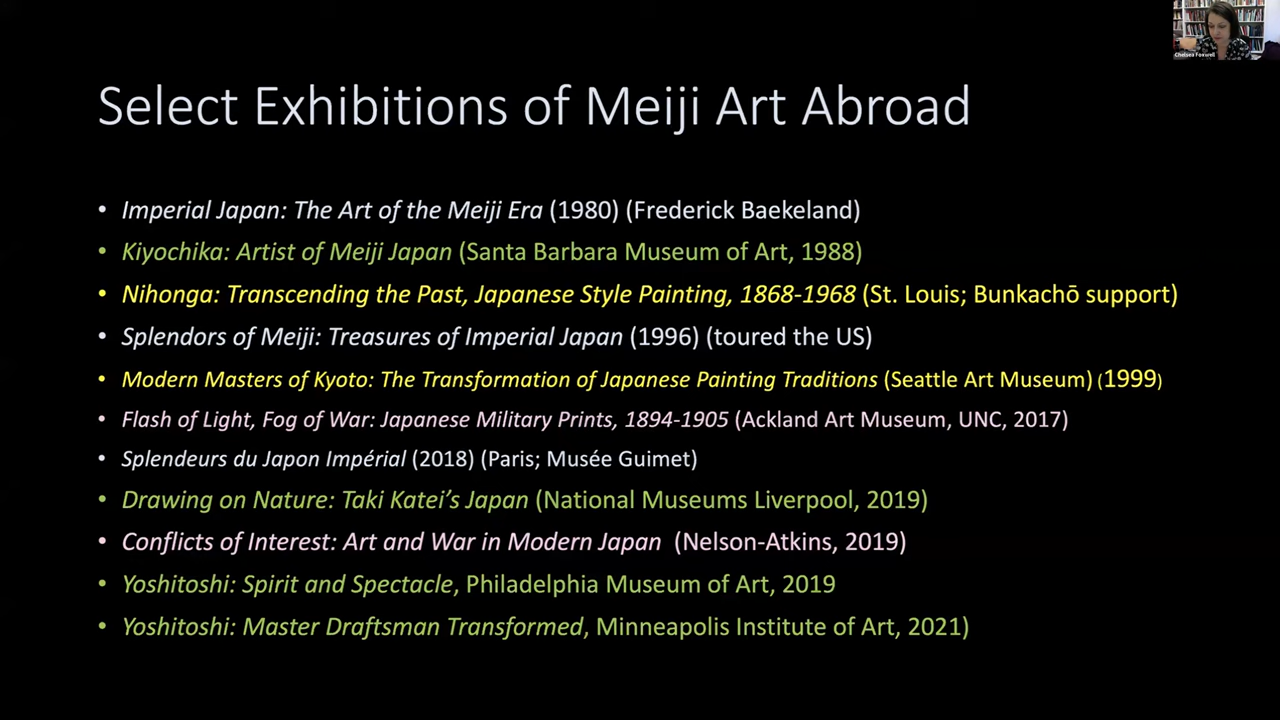 Chelsea Foxwell
Select Exhibitions of Meiji Art Abroad
• Imperial Japan: The Art of the Meiji Era (1980) (Frederick Baekeland)
• Kiyochika: Artist of Meiji Japan (Santa Barbara Museum of Art, 1988)
• Nihonga: Transcending the Past, Japanese Style Painting, 1868-1968 (St. Louis; Bunkachō support)
• Splendors of Meiji: Treasures of Imperial Japan (1996) (toured the US)
• Modern Masters of Kyoto: The Transformation of Japanese Painting Traditions (Seattle Art Museum) (1999)
• Flash of Light, Fog of War: Japanese Military Prints, 1894-1905 (Ackland Art Museum, UNC, 2017)
• Splendeurs du Japon Impérial (2018) (Paris; Musée Guimet)
• Drawing on Nature: Taki Katei’s Japan (National Museums Liverpool, 2019)
• Conflicts of Interest: Art and War in Modern Japan (Nelson-Atkins, 2019)
• Yoshitoshi: Spirit and Spectacle, Philadelphia Museum of Art, 2019
• Yoshitoshi: Master Draftsman Transformed, Minneapolis Institute of Art, 2021)